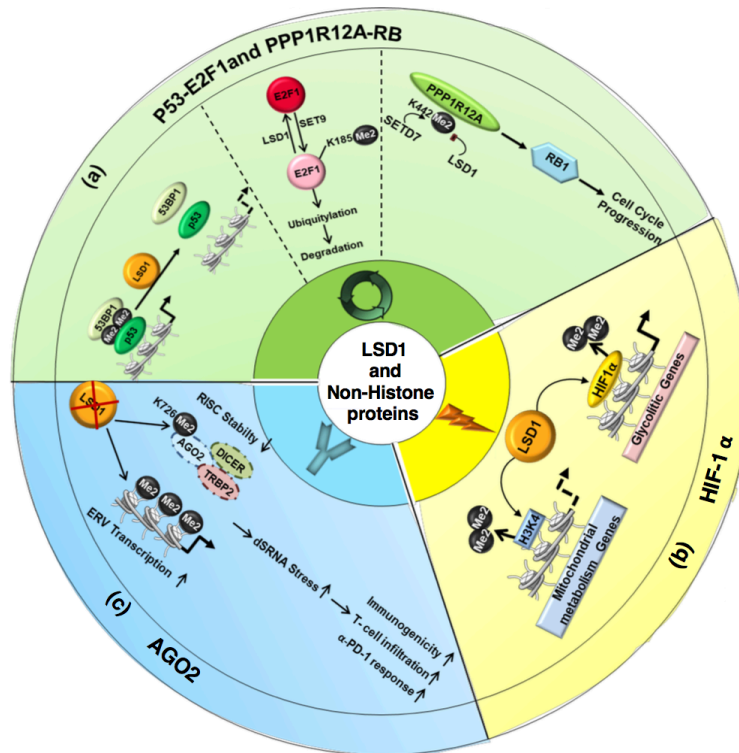 P53-E2F1and PPP1R12A-RB
(a)
53BP1
p53
LSD1
53BP1
Me2
Me2
Me2
p53
E2F1
LSD1
SET9
E2F1
K185
Me2
Ubiquitylation
Degradation
PPP1R12A
K442
Me2
SETD7
LSD1
RB1
Cell Cycle
Progression
LSD1
and
Non-Histone
proteins
HIF-1 α
(b)
Me2
Me2
HIF1α
Glycolitic Genes
LSD1
Me2
Me2
H3K4
Mitochondrial
metabolism Genes
AGO2
(c)
LSD1
K726
Me2
AGO2
DICER
TRBP2
RISC Stabilty
Me2
Me2
Me2
ERV Transcription
dSRNA Stress
Immunogenicity
T-cell infiltration
α-PD-1 response